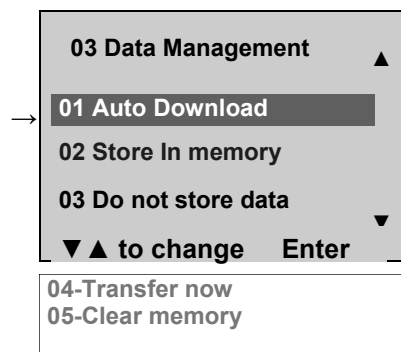 03 Data Management
▲
→ 01 Auto Download
02 Store In memory
03 Do not store data
▼
▼▲ to change Enter
04-Transfer now
05-Clear memory